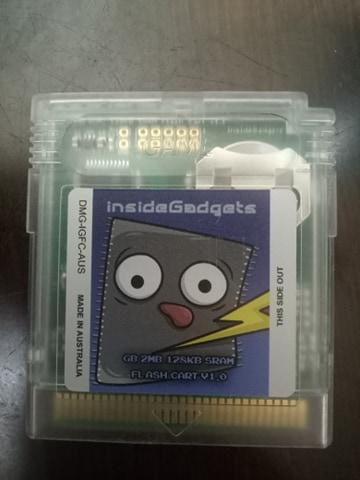 insideGadgets
DMG-IGFC-AUS
MADE IN AUSTRALIA
THIS SIDE OUT
GB 2MB 128KB SRAM
FLASH CART V1.0